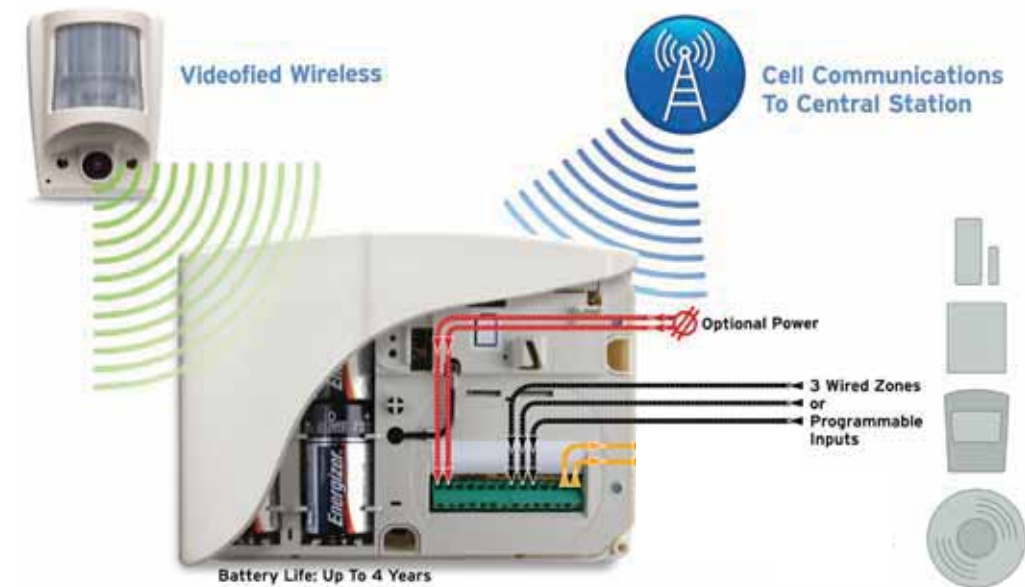 Videofied Wireless
Cell Communications
To Central Station
Optional Power
3 Wired Zones
or
Programmable
Inputs
Energizer
Battery Life: Up To 4 Years